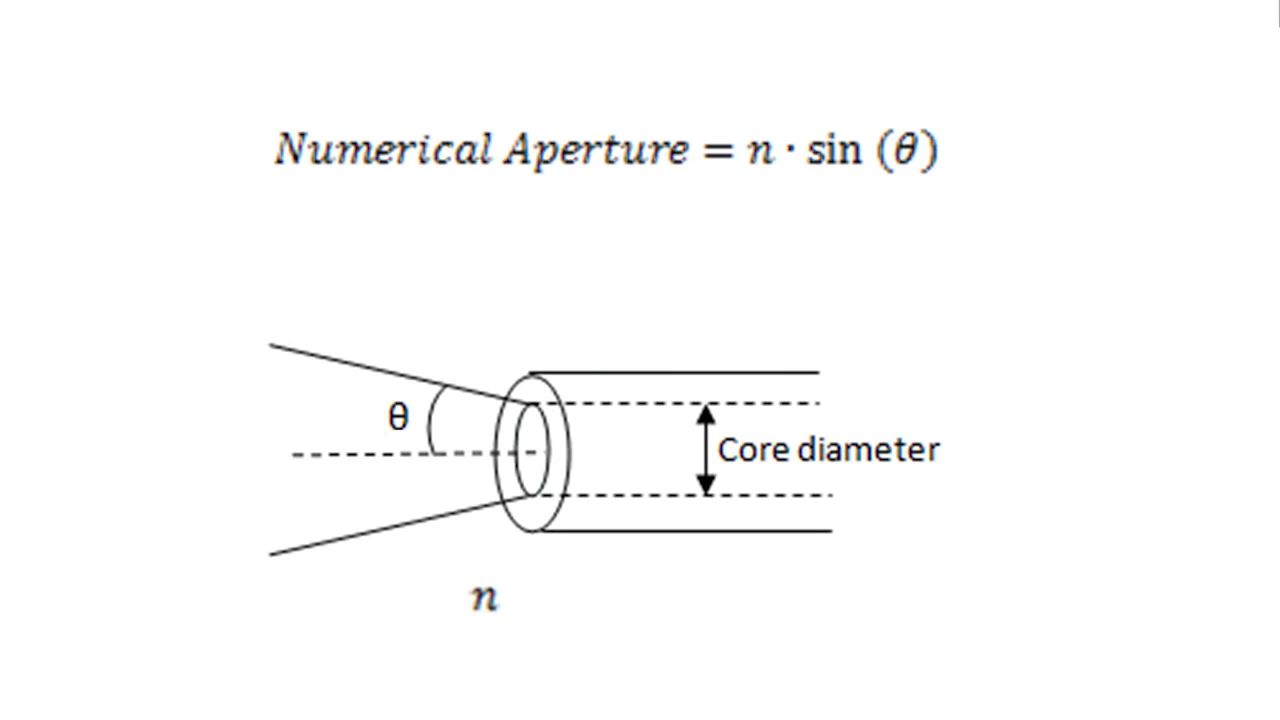 Numerical Aperture = n · sin (θ)
θ
Core diameter
n